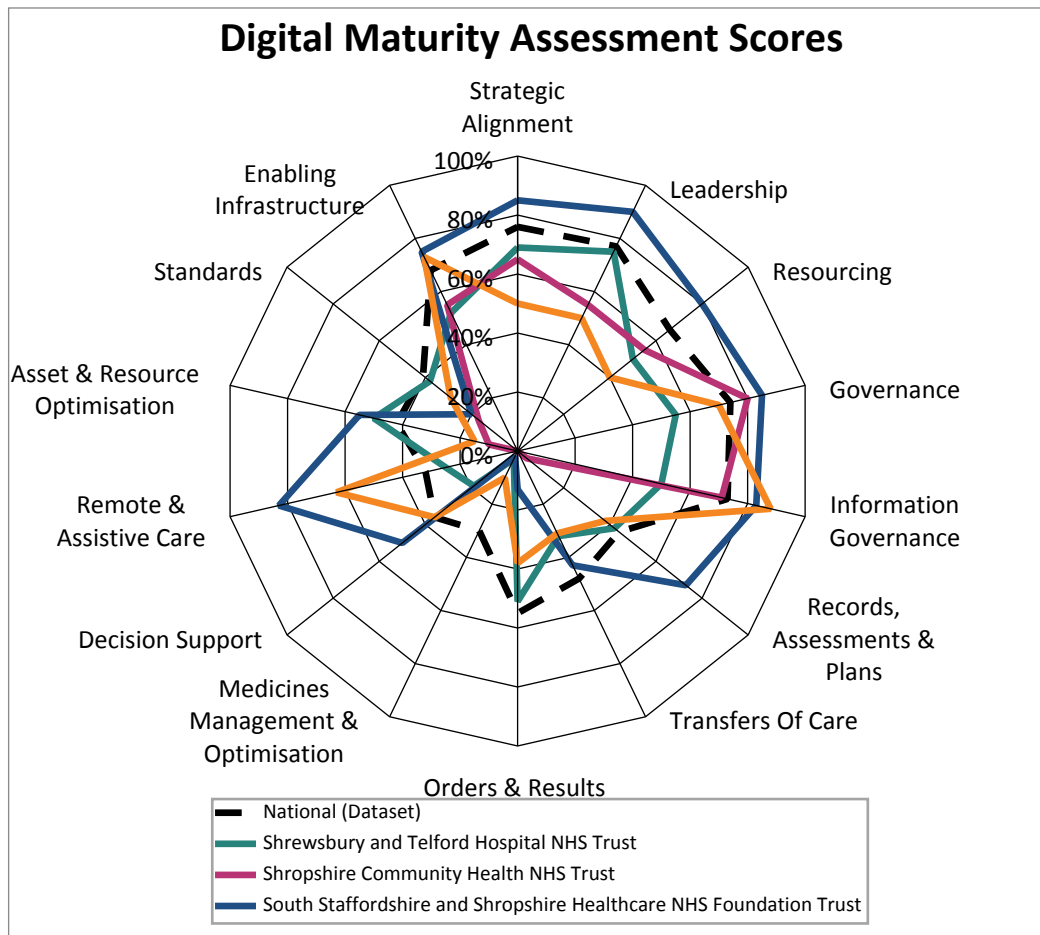 Digital Maturity Assessment Scores
Strategic
Alignment
Leadership
Resourcing
Governance
Information
Governance
Records,
Assessments &
Plans
Transfers Of Care
Orders & Results
Medicines
Management &
Optimisation
Decision Support
Remote &
Assistive Care
Asset & Resource
Optimisation
Standards
Enabling
Infrastructure
100%
80%
60%
40%
20%
0%
National (Dataset)
Shrewsbury and Telford Hospital NHS Trust
Shropshire Community Health NHS Trust
South Staffordshire and Shropshire Healthcare NHS Foundation Trust